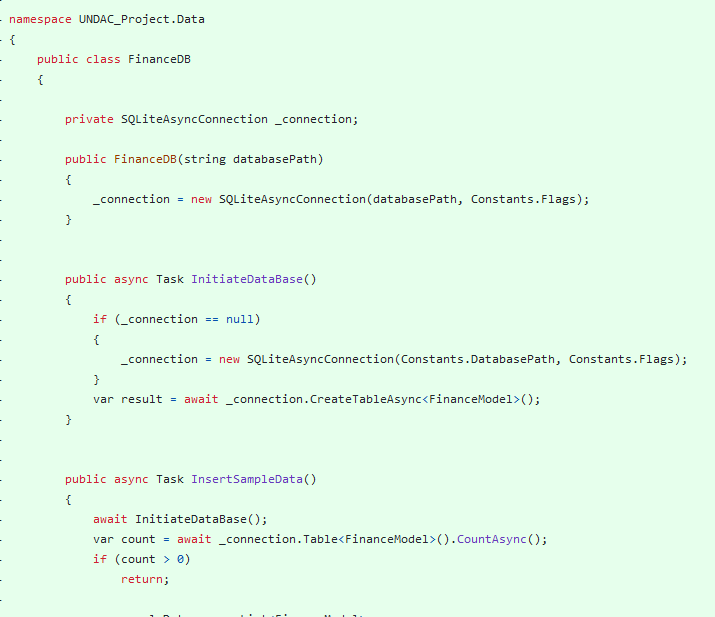 namespace UNDAC_Project.Data
{
public class FinanceDB
{
private SQLiteAsyncConnection _connection;
public FinanceDB(string databasePath)
{
_connection = new SQLiteAsyncConnection(databasePath, Constants.Flags);
}
public async Task InitiateDataBase()
{
if (_connection == null)
{
_connection = new SQLiteAsyncConnection(Constants.DatabasePath, Constants.Flags);
}
var result = await _connection.CreateTableAsync<FinanceModel>();
}
public async Task InsertSampleData()
{
await InitiateDataBase();
var count = await _connection.Table<FinanceModel>().CountAsync();
if (count > 0)
return;